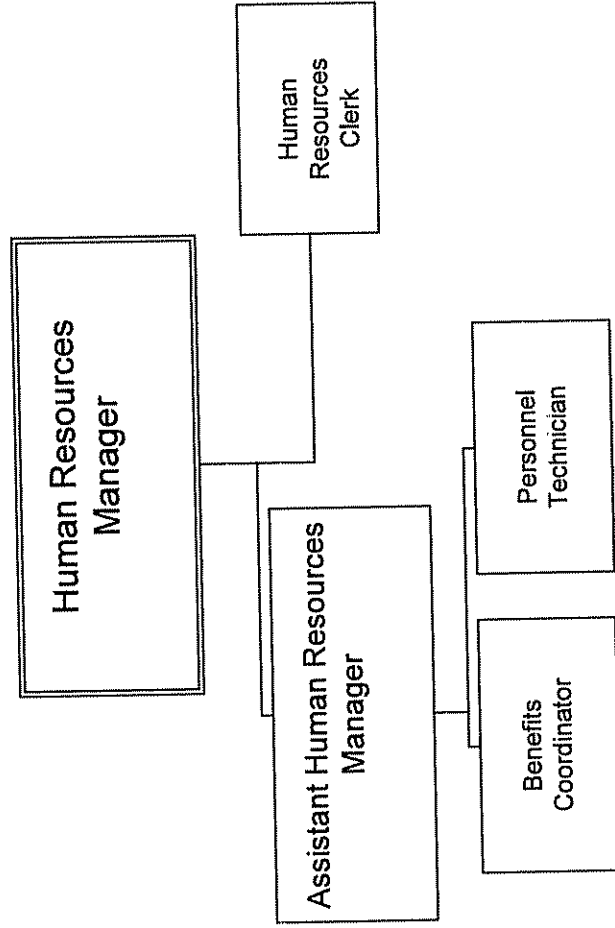 Human Resources
Manager
Human
Resources
Clerk
Assistant Human Resources
Manager
Benefits
Coordinator
Personnel
Technician